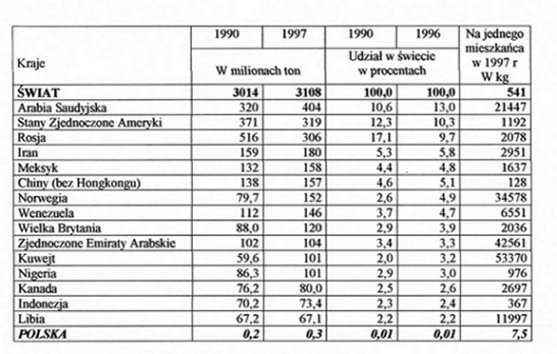 Kraje 1990 1997 1990 1996 Na jednego mieszkańca w 1997 r W kg
W milionach ton Udział w świecie w procentach
ŚWIAT 3014 3108 100,0 100,0 541
Arabia Saudyjska 320 404 10,6 13,0 21447
Stany Zjednoczone Ameryki 371 319 12,3 10,3 1192
Rosja 516 306 17,1 9,7 2078
Iran 159 180 5,3 5,8 2951
Meksyk 132 158 4,4 4,8 1637
Chiny (bez Hongkongu) 138 157 4,6 5,1 128
Norwegia 79,7 152 2,6 4,9 34578
Wenezuela 112 146 3,7 4,7 6551
Wielka Brytania 88,0 120 2,9 3,9 2036
Zjednoczone Emiraty Arabskie 102 104 3,4 3,3 42561
Kuwejt 59,6 101 2,0 3,2 53370
Nigeria 86,3 101 2,9 3,0 976
Kanada 76,2 80,0 2,5 2,6 2697
Indonezja 70,2 73,4 2,3 2,4 367
Libia 67,2 67,1 2,2 2,2 11997
POLSKA 0,2 0,3 0,01 0,01 7,5